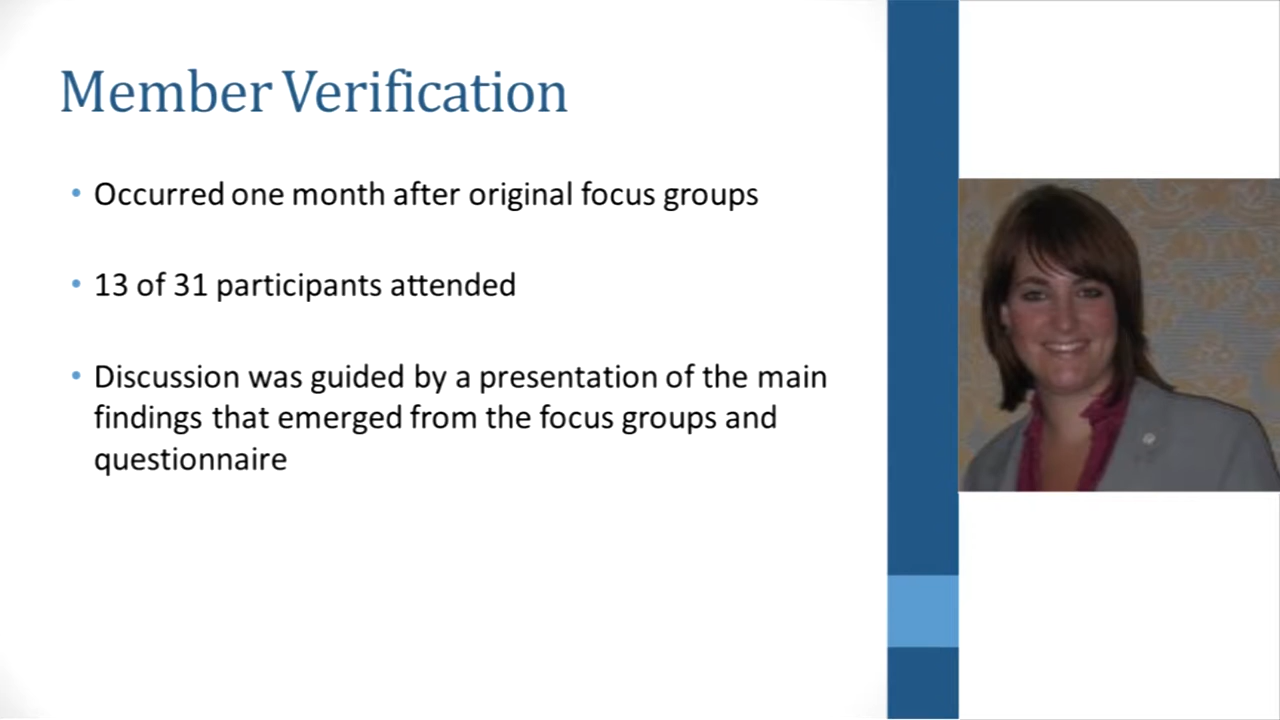 Member Verification
• Occurred one month after original focus groups
• 13 of 31 participants attended
• Discussion was guided by a presentation of the main
findings that emerged from the focus groups and
questionnaire